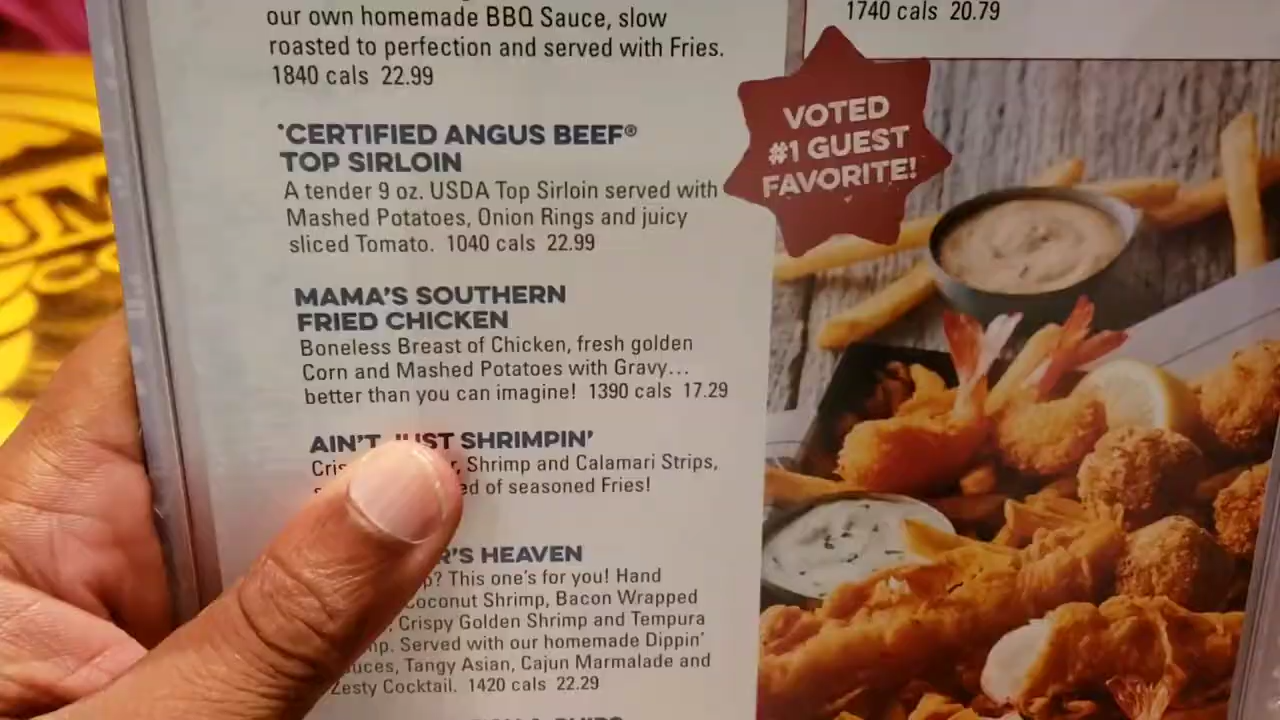 our own homemade BBQ Sauce, slow
roasted to perfection and served with Fries.
1840 cals 22.99
1740 cals 20.79
VOTED
#1 GUEST
FAVORITE!
*CERTIFIED ANGUS BEEF®
TOP SIRLOIN
A tender 9 oz. USDA Top Sirloin served with
Mashed Potatoes, Onion Rings and juicy
sliced Tomato. 1040 cals 22.99
MAMA'S SOUTHERN
FRIED CHICKEN
Boneless Breast of Chicken, fresh golden
Corn and Mashed Potatoes with Gravy...
better than you can imagine! 1390 cals 17.29
AIN'T JUST SHRIMPIN'
Shrimp and Calamari Strips,
of seasoned Fries!
HEAVEN
This one's for you! Hand
Coconut Shrimp, Bacon Wrapped
Crispy Golden Shrimp and Tempura
Served with our homemade Dippin'
Tangy Asian, Cajun Marmalade and
Zesty Cocktail. 1420 cals 22.29